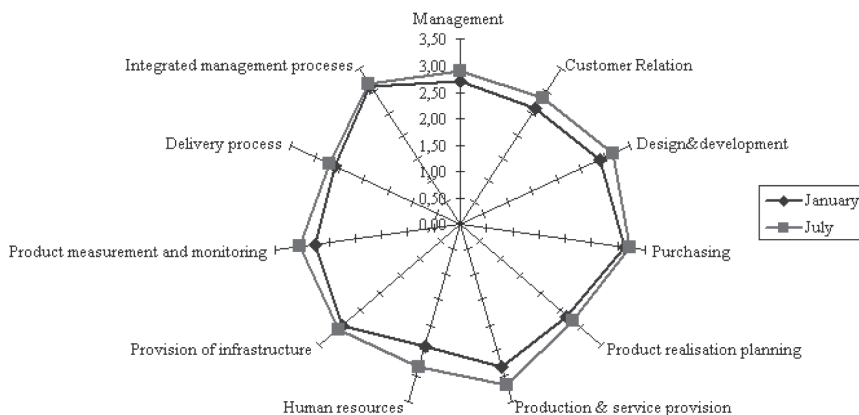 Management
3,50
3,00
2,50
2,00
1,50
1,00
0,50
0,00
Customer Relation
Design&development
Purchasing
Product realisation planning
Production & service provision
Human resources
Provision of infrastructure
Product measurement and monitoring
Delivery process
Integrated management proceses
January
July